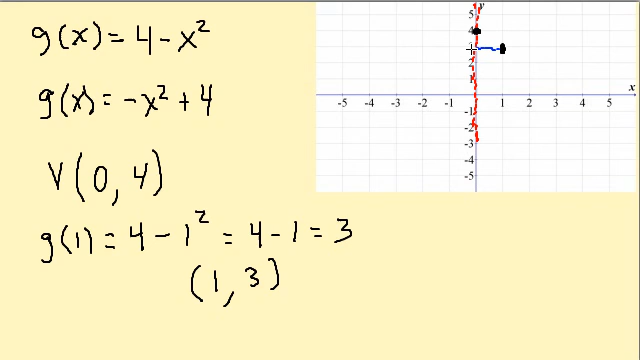 g(x) = 4 - x²
g(x) = -x² + 4
V(0, 4)
g(1) = 4 - 1² = 4 - 1 = 3
(1, 3)
y
5
4
3
2
1
x
-5 -4 -3 -2 -1 1 2 3 4 5
-1
-2
-3
-4
-5